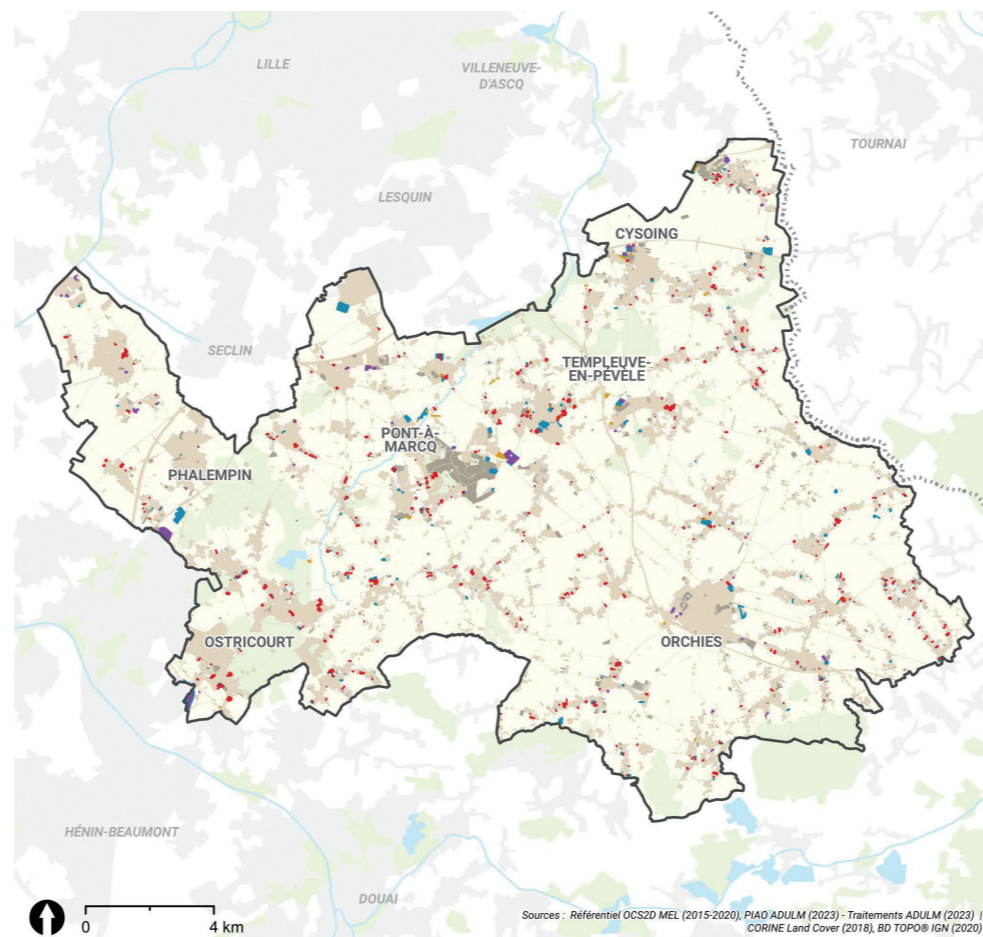 LILLE
VILLENEUVE-
D'ASCQ
TOURNAI
LESQUIN
CYSOING
SECLIN
TEMPLEUVE-
EN-PÉVÈLE
PONT-À-
MARCQ
PHALEMPIN
OSTRICOURT
ORCHIES
HÉNIN-BEAUMONT
DOUAI
0
4 km
Sources : Référentiel OCS2D MEL (2015-2020), PIAO ADULM (2023) - Traitements ADULM (2023) |
CORINE Land Cover (2018), BD TOPO® IGN (2020)